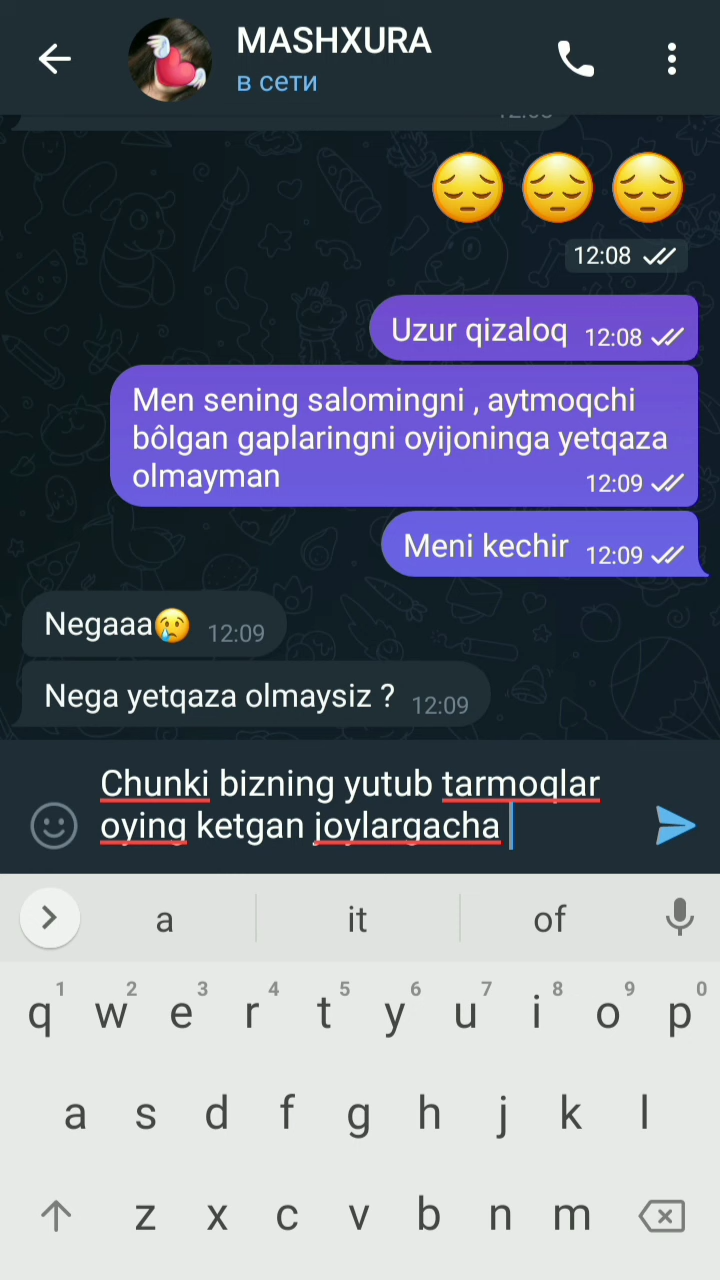 MASHXURA
в сети
12:08
Uzur qizaloq 12:08
Men sening salomingni , aytmoqchi
bôlgan gaplaringni oyijoninga yetqaza
olmayman 12:09
Meni kechir 12:09
Negaaa😢 12:09
Nega yetqaza olmaysiz ? 12:09
Chunki bizning yutub tarmoqlar
oying ketgan joylargacha
a it of
1 2 3 4 5 6 7 8 9 0
q w e r t y u i o p
a s d f g h j k l
z x c v b n m